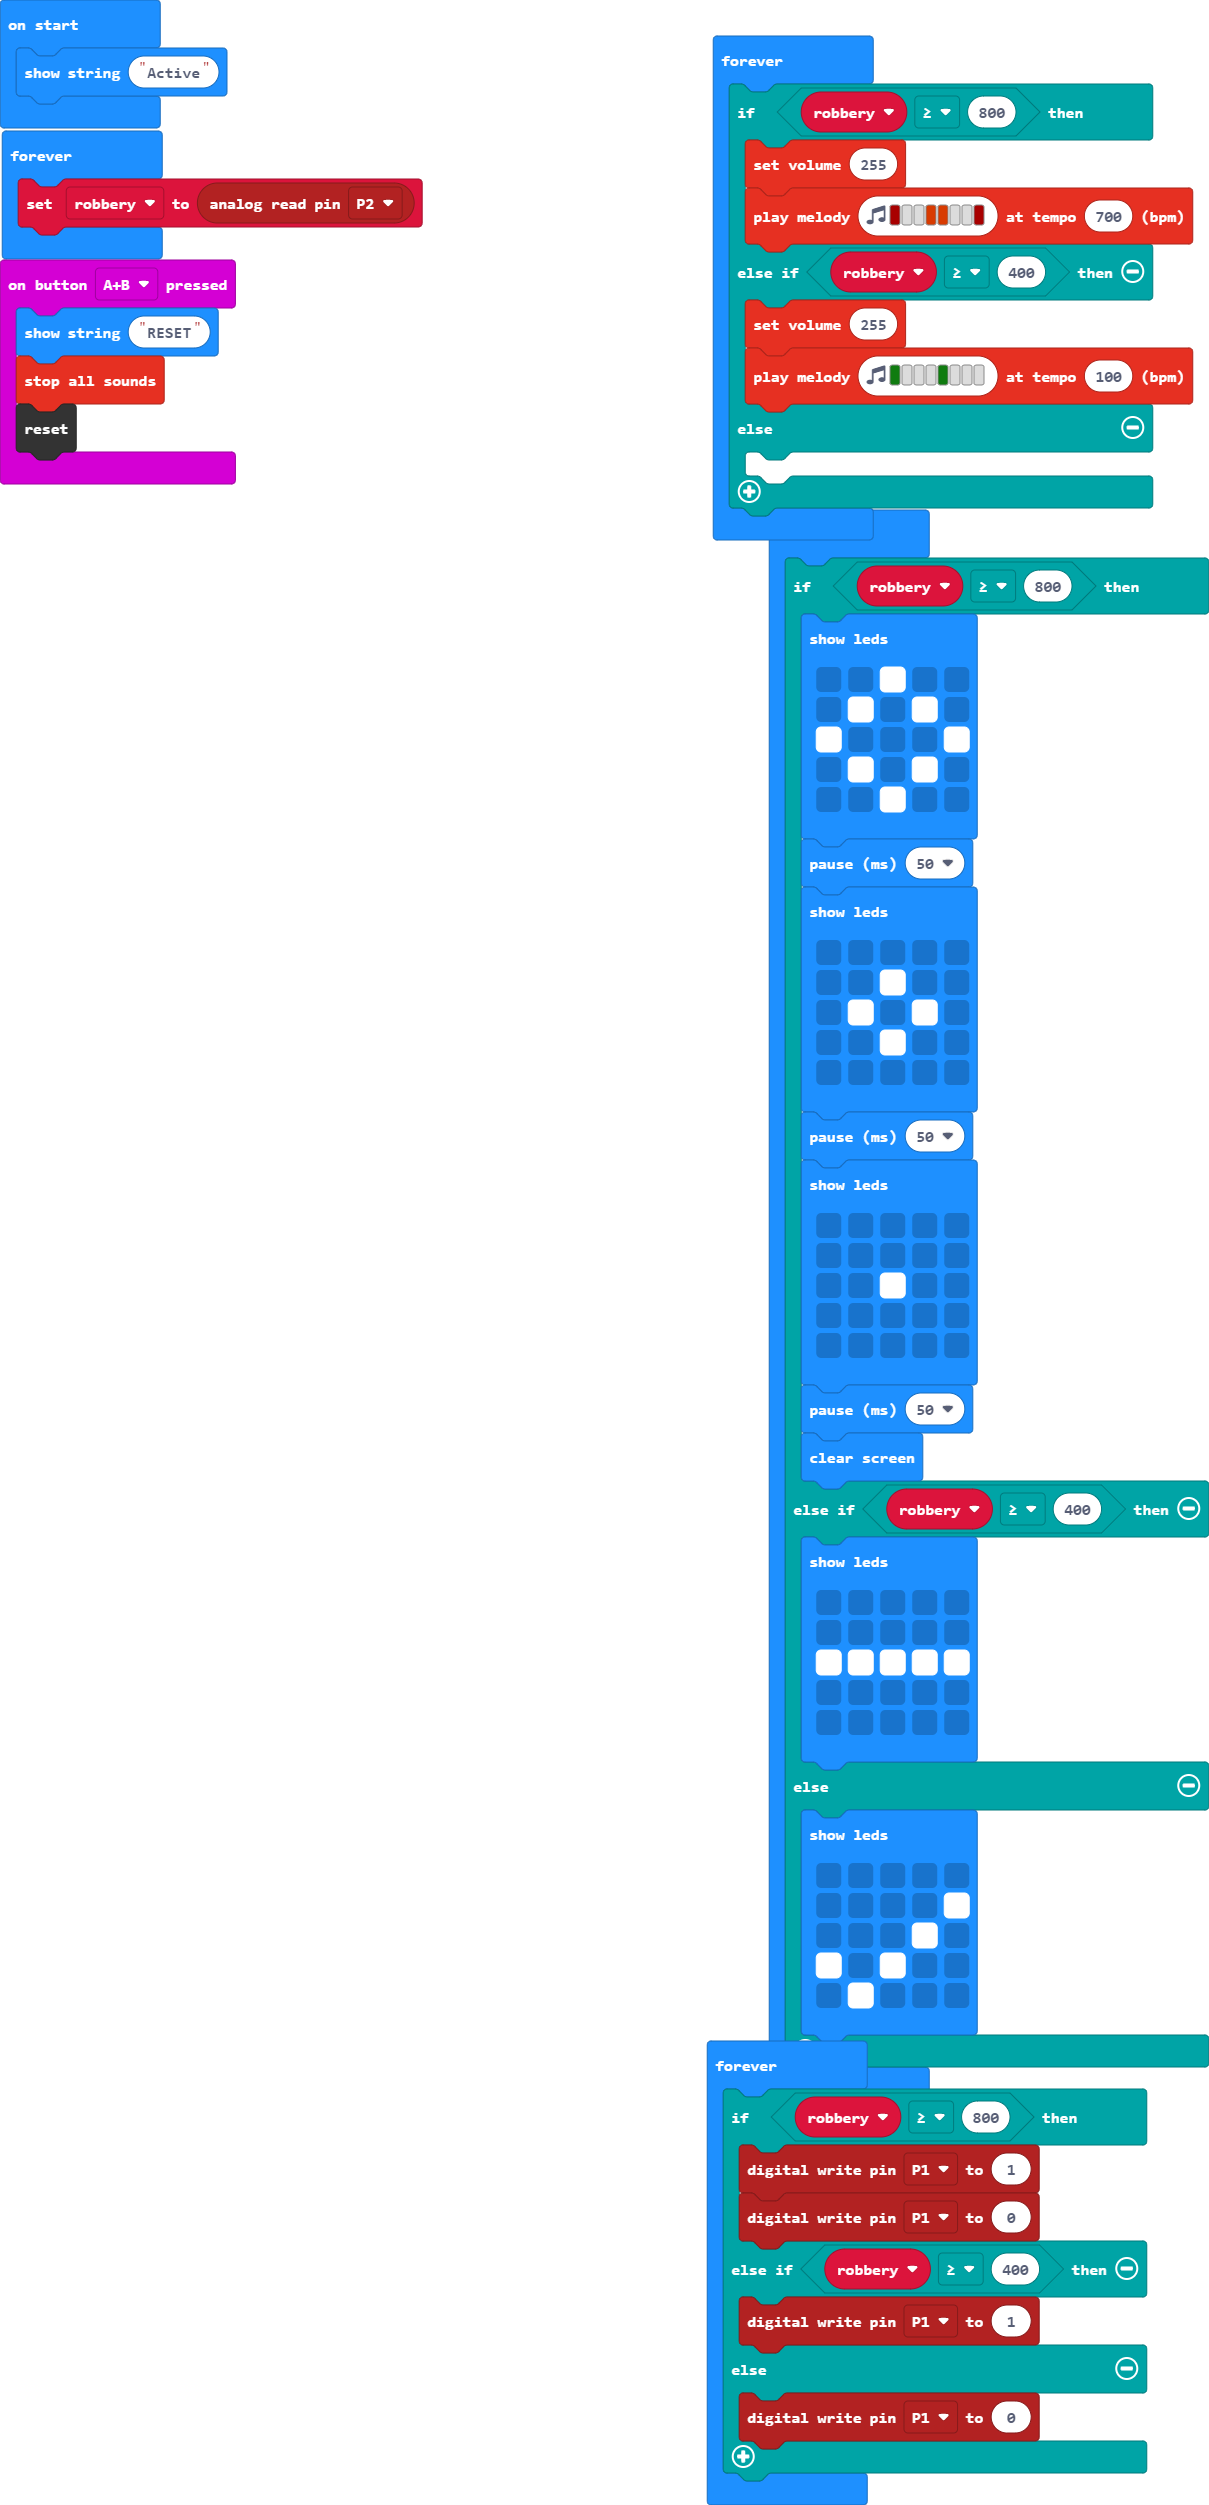 on start
show string "Active"
forever
set robbery to analog read pin P2
on button A+B pressed
show string "RESET"
stop all sounds
reset
forever
if robbery ≥ 800 then
set volume 255
play melody at tempo 700 (bpm)
else if robbery ≥ 400 then
set volume 255
play melody at tempo 100 (bpm)
else
if robbery ≥ 800 then
show leds
pause (ms) 50
show leds
pause (ms) 50
show leds
pause (ms) 50
clear screen
else if robbery ≥ 400 then
show leds
else
show leds
forever
if robbery ≥ 800 then
digital write pin P1 to 1
digital write pin P1 to 0
else if robbery ≥ 400 then
digital write pin P1 to 1
else
digital write pin P1 to 0